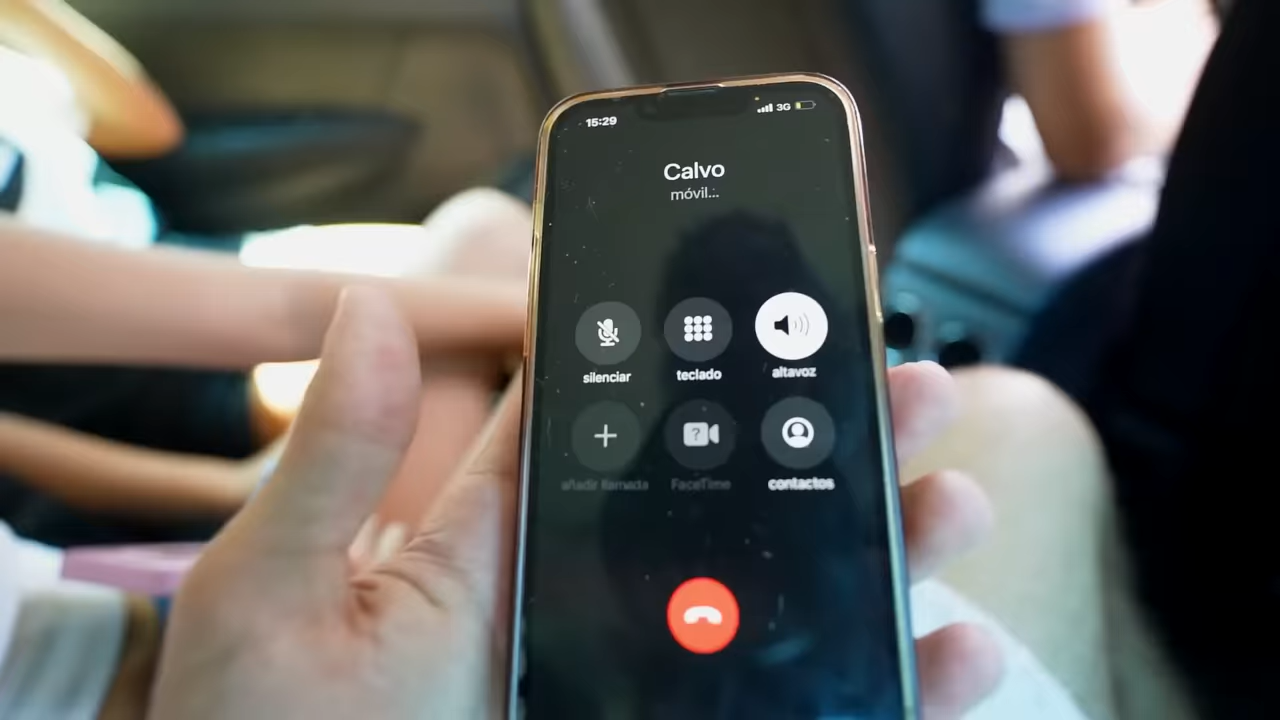 15:29
3G
Calvo
móvil...
silenciar
teclado
altavoz
añadir llamada
FaceTime
contactos